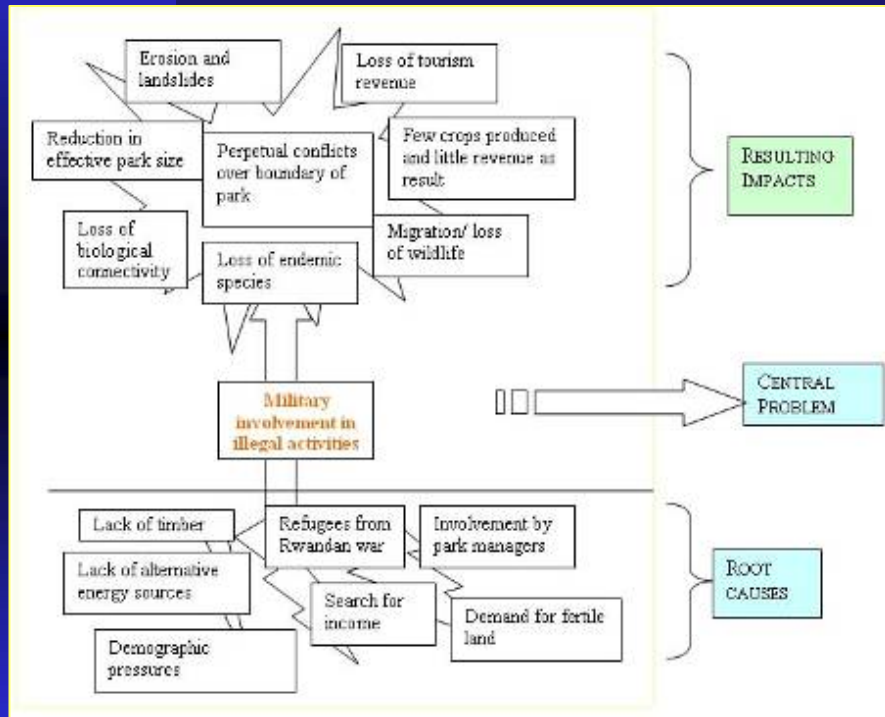 Erosion and
landslides
Loss of tourism
revenue
Reduction in
effective park size
Perpetual conflicts
over boundary of
park
Few crops produced
and little revenue as
result
RESULTING
IMPACTS
Loss of
biological
connectivity
Loss of endemic
species
Migration/ loss
of wildlife
Military
involvement in
illegal activities
CENTRAL
PROBLEM
Lack of timber
Refugees from
Rwandan war
Involvement by
park managers
Lack of alternative
energy sources
Search for
income
Demand for fertile
land
Demographic
pressures
ROOT
CAUSES